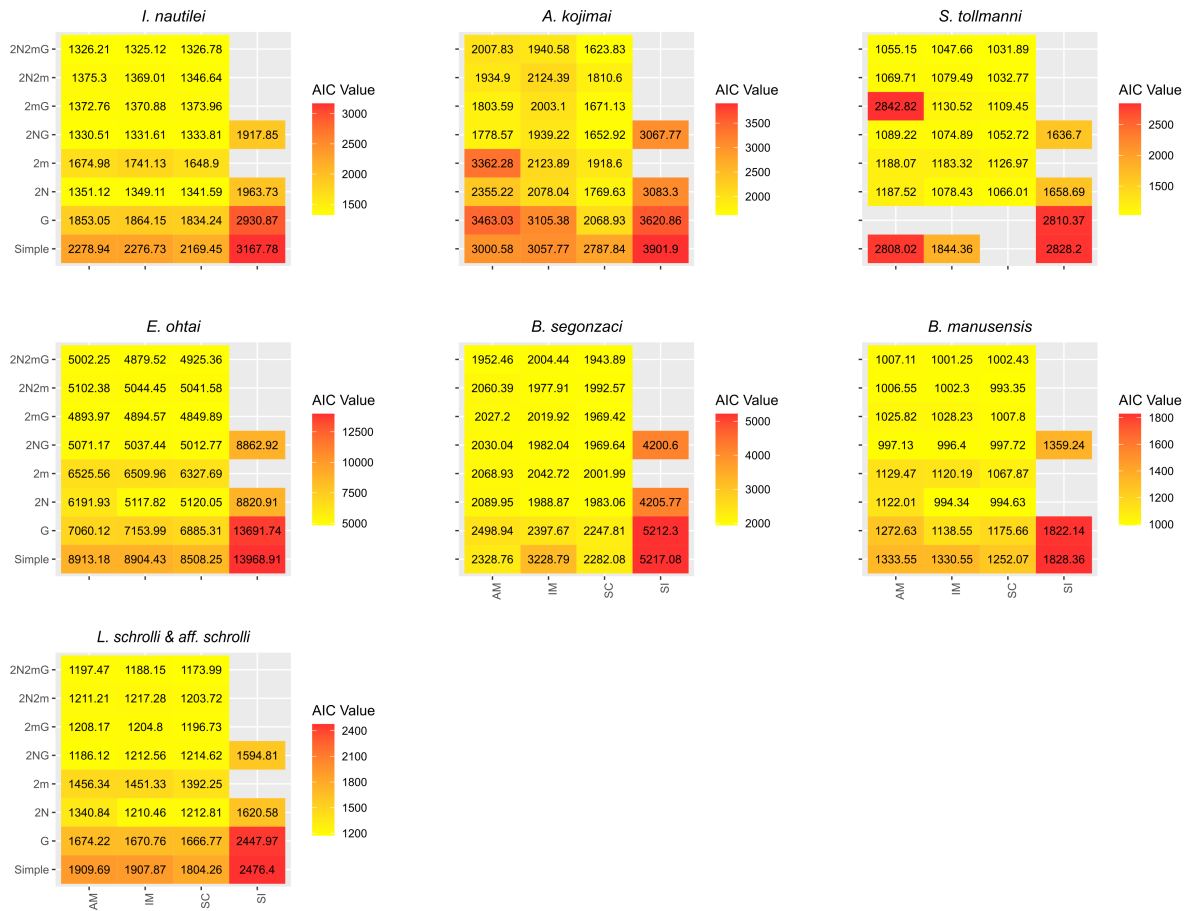 I. nautilei
A. kojimai
S. tollmanni
2N2mG 1326.21 1325.12 1326.78
2N2m 1375.3 1369.01 1346.64
2mG 1372.76 1370.88 1373.96
2NG 1330.51 1331.61 1333.81 1917.85
2m 1674.98 1741.13 1648.9
2N 1351.12 1349.11 1341.59 1963.73
G 1853.05 1864.15 1834.24 2930.87
Simple 2278.94 2276.73 2169.45 3167.78
AIC Value
3000
2500
2000
1500
2007.83 1940.58 1623.83
1934.9 2124.39 1810.6
1803.59 2003.1 1671.13
1778.57 1939.22 1652.92 3067.77
3362.28 2123.89 1918.6
2355.22 2078.04 1769.63 3083.3
3463.03 3105.38 2068.93 3620.86
3000.58 3057.77 2787.84 3901.9
AIC Value
3500
3000
2500
2000
1055.15 1047.66 1031.89
1069.71 1079.49 1032.77
2842.82 1130.52 1109.45
1089.22 1074.89 1052.72 1636.7
1188.07 1183.32 1126.97
1187.52 1078.43 1066.01 1658.69
2810.37
2808.02 1844.36 2828.2
AIC Value
2500
2000
1500
E. ohtai
B. segonzaci
B. manusensis
2N2mG 5002.25 4879.52 4925.36
2N2m 5102.38 5044.45 5041.58
2mG 4893.97 4894.57 4849.89
2NG 5071.17 5037.44 5012.77 8862.92
2m 6525.56 6509.96 6327.69
2N 6191.93 5117.82 5120.05 8820.91
G 7060.12 7153.99 6885.31 13691.74
Simple 8913.18 8904.43 8508.25 13968.91
AIC Value
12500
10000
7500
5000
1952.46 2004.44 1943.89
2060.39 1977.91 1992.57
2027.2 2019.92 1969.42
2030.04 1982.04 1969.64 4200.6
2068.93 2042.72 2001.99
2089.95 1988.87 1983.06 4205.77
2498.94 2397.67 2247.81 5212.3
2328.76 3228.79 2282.08 5217.08
AM IM SC SI
AIC Value
5000
4000
3000
2000
1007.11 1001.25 1002.43
1006.55 1002.3 993.35
1025.82 1028.23 1007.8
997.13 996.4 997.72 1359.24
1129.47 1120.19 1067.87
1122.01 994.34 994.63
1272.63 1138.55 1175.66 1822.14
1333.55 1330.55 1252.07 1828.36
AM IM SC SI
AIC Value
1800
1600
1400
1200
1000
L. schrolli & aff. schrolli
2N2mG 1197.47 1188.15 1173.99
2N2m 1211.21 1217.28 1203.72
2mG 1208.17 1204.8 1196.73
2NG 1186.12 1212.56 1214.62 1594.81
2m 1456.34 1451.33 1392.25
2N 1340.84 1210.46 1212.81 1620.58
G 1674.22 1670.76 1666.77 2447.97
Simple 1909.69 1907.87 1804.26 2476.4
AM IM SC SI
AIC Value
2400
2100
1800
1500
1200